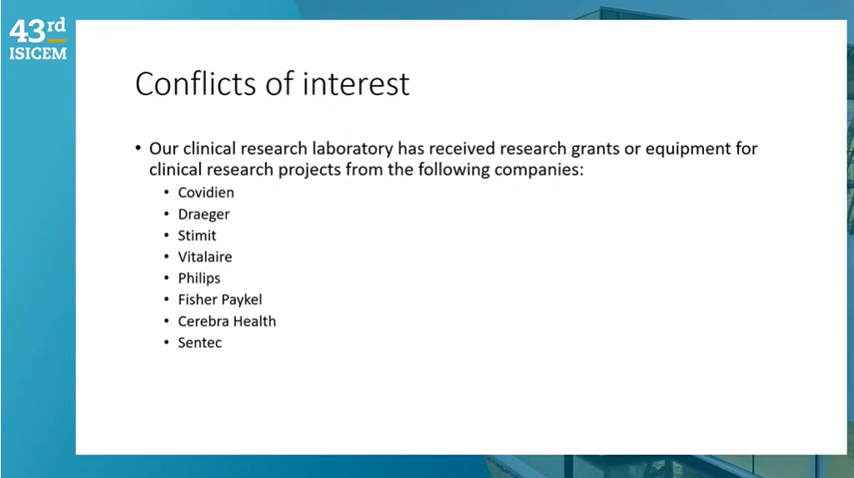 43rd
ISICEM
Conflicts of interest
• Our clinical research laboratory has received research grants or equipment for
clinical research projects from the following companies:
• Covidien
• Draeger
• Stimit
• Vitalaire
• Philips
• Fisher Paykel
• Cerebra Health
• Sentec